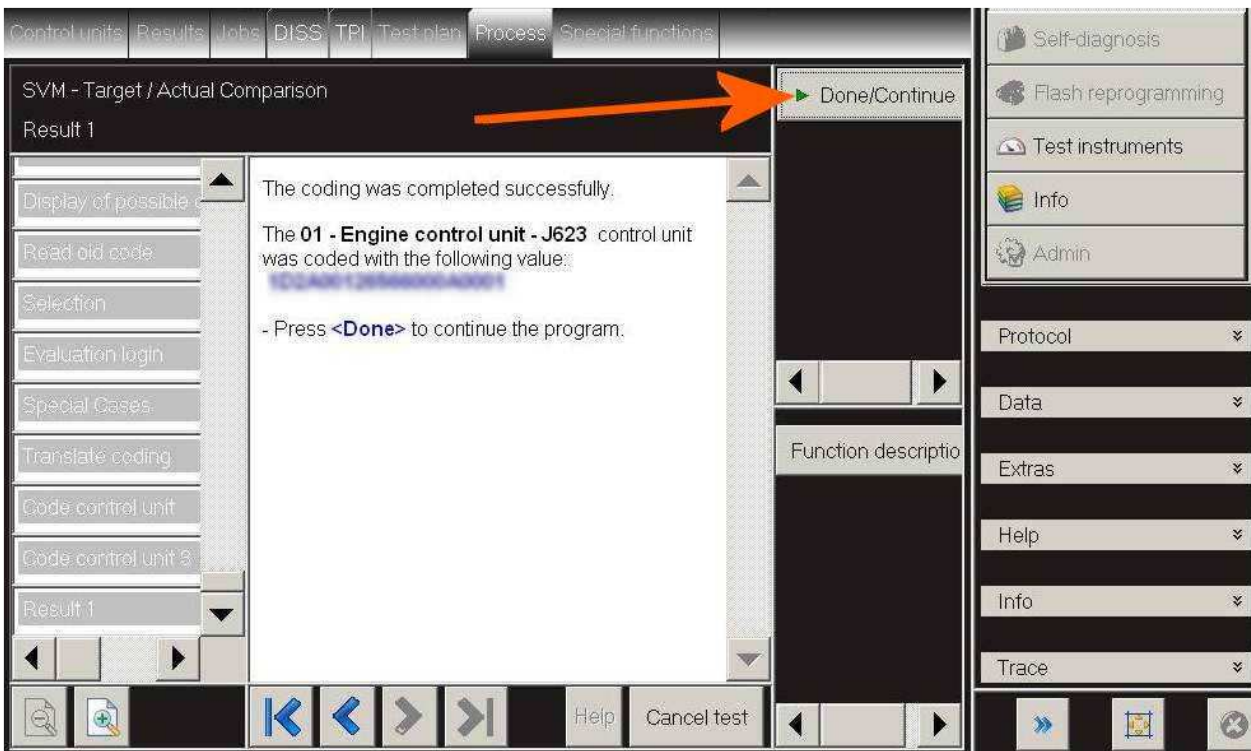 Control units Results Jobs DISS TPI Test plan Process Special functions
SVM - Target / Actual Comparison
Result 1
Display of possible
Read old code
Selection
Evaluation login
Special Cases
Translate coding
Code control unit
Code control unit 3
Result 1
The coding was completed successfully.
The 01 - Engine control unit - J623 control unit
was coded with the following value:
- Press <Done> to continue the program.
Help
Cancel test
Done/Continue
Function descriptio
Self-diagnosis
Flash reprogramming
Test instruments
Info
Admin
Protocol
Data
Extras
Help
Info
Trace